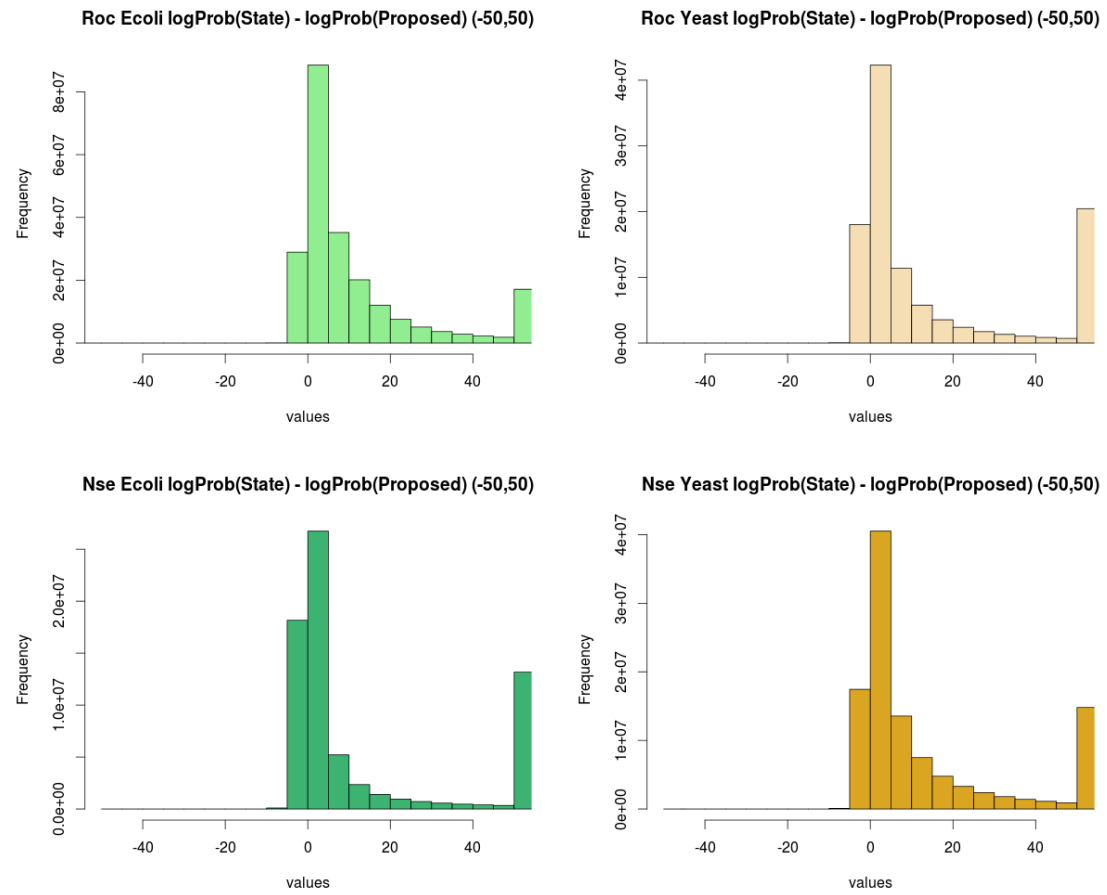 Roc Ecoli logProb(State) - logProb(Proposed) (-50,50)
Frequency
0e+00 2e+07 4e+07 6e+07 8e+07
-40 -20 0 20 40
values
Roc Yeast logProb(State) - logProb(Proposed) (-50,50)
Frequency
0e+00 1e+07 2e+07 3e+07 4e+07
-40 -20 0 20 40
values
Nse Ecoli logProb(State) - logProb(Proposed) (-50,50)
Frequency
0.0e+00 1.0e+07 2.0e+07
-40 -20 0 20 40
values
Nse Yeast logProb(State) - logProb(Proposed) (-50,50)
Frequency
0e+00 1e+07 2e+07 3e+07 4e+07
-40 -20 0 20 40
values